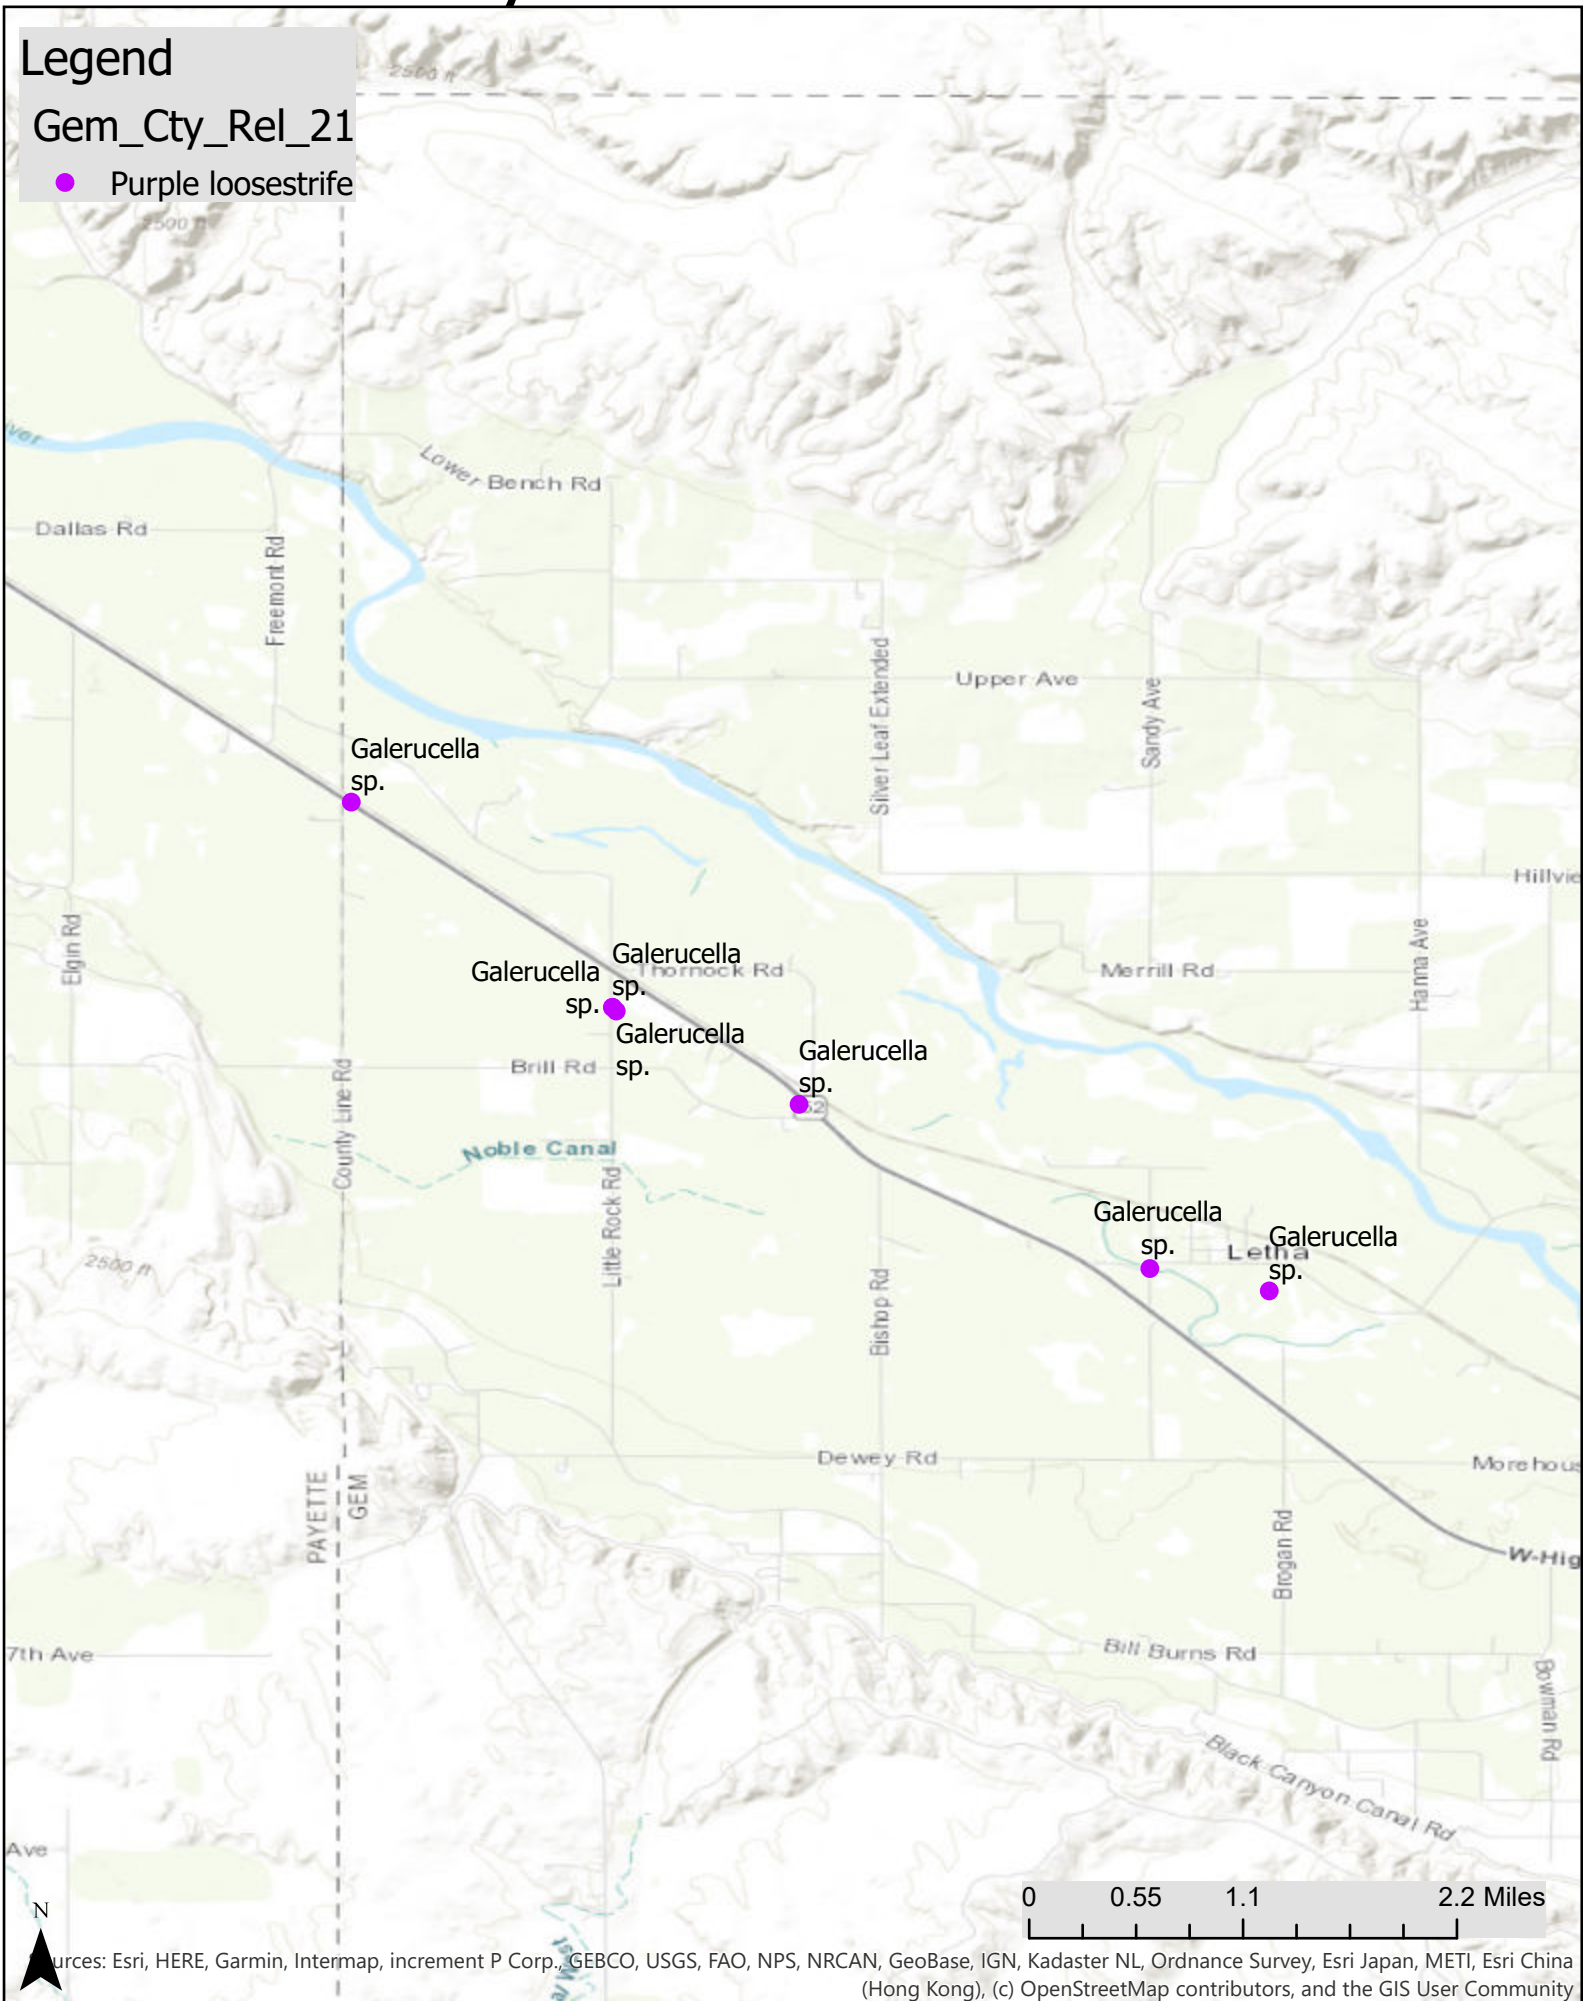 Legend
2500 ft
Gem_Cty_Rel_21
Purple loosestrife
2500 ft
Lower Bench Rd
Dallas Rd
Freemont Rd
Silver Leaf Extended
Upper Ave
Sandy Ave
Galerucella
sp.
Hillvie
Elgin Rd
Hanna Ave
Galerucella
sp.
Galerucella
sp.
Thornock Rd
Merrill Rd
Galerucella
sp.
Brill Rd
Galerucella
sp.
52
County Line Rd
Noble Canal
Little Rock Rd
Galerucella
sp.
Letha
Galerucella
sp.
2500 ft
Bishop Rd
Dewey Rd
Morehous
PAYETTE
GEM
Brogan Rd
W-Hig
7th Ave
Bill Burns Rd
Bowman Rd
Black Canyon Canal Rd
Ave
N
0 0.55 1.1 2.2 Miles
urces: Esri, HERE, Garmin, Intermap, increment P Corp., GEBCO, USGS, FAO, NPS, NRCAN, GeoBase, IGN, Kadaster NL, Ordnance Survey, Esri Japan, METI, Esri China
(Hong Kong), (c) OpenStreetMap contributors, and the GIS User Community